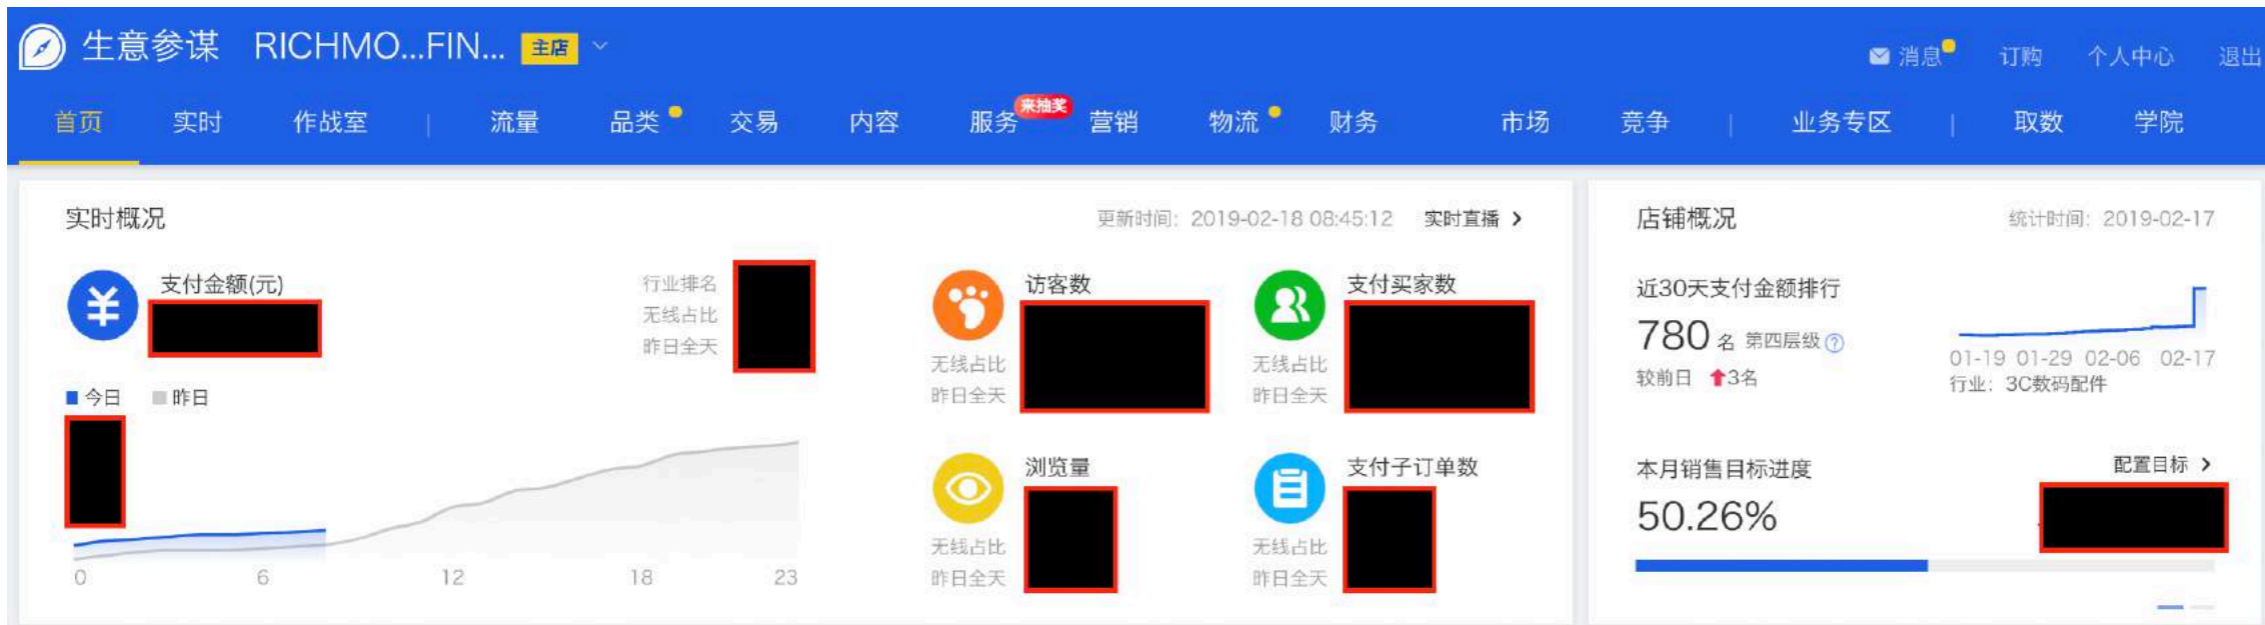 生意参谋 RICHMO...FIN... 主店
消息 订购 个人中心 退出
首页 实时 作战室 | 流量 品类 交易 内容 服务 来抽奖 营销 物流 财务 市场 竞争 | 业务专区 | 取数 学院
实时概况
更新时间: 2019-02-18 08:45:12 实时直播 >
支付金额(元)
行业排名
无线占比
昨日全天
今日 昨日
0 6 12 18 23
访客数
无线占比
昨日全天
支付买家数
无线占比
昨日全天
浏览量
无线占比
昨日全天
支付子订单数
无线占比
昨日全天
店铺概况
统计时间: 2019-02-17
近30天支付金额排行
780 名 第四层级 ?
较前日 3名
01-19 01-29 02-06 02-17
行业: 3C数码配件
本月销售目标进度
配置目标 >
50.26%